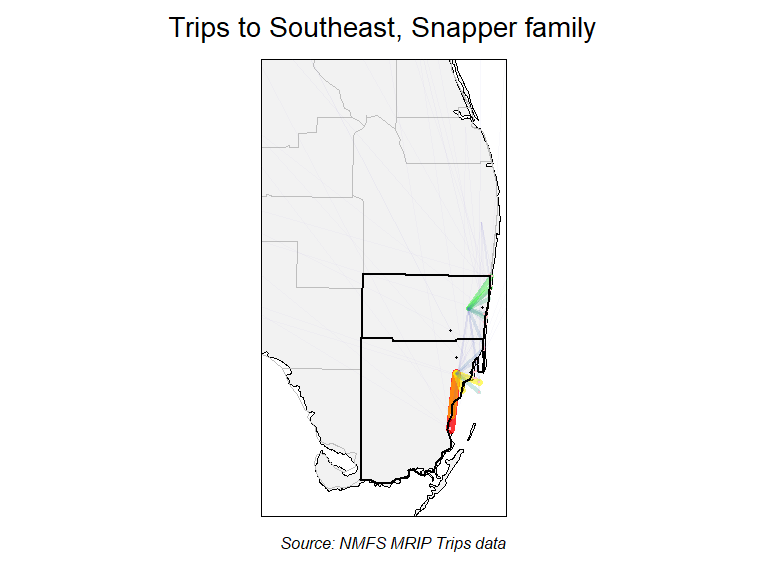 Trips to Southeast, Snapper family
Source: NMFS MRIP Trips data